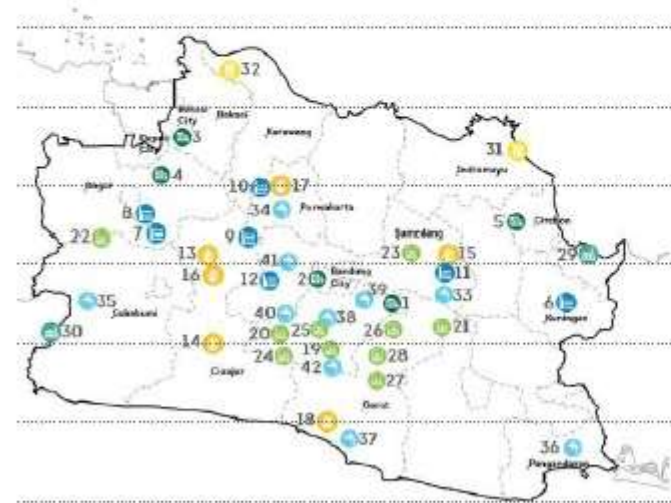 32
Bekasi
City
Bekasi
3
Karawang
31
Indramayu
4
Bogor
10
17
34
Purwakarta
8
7
5
Cirebon
22
9
13
23
Sumedang
15
29
41
16
12
2
Bandung
City
11
35
39
1
33
6
Kuningan
Sukabumi
40
38
30
20
25
26
21
14
19
24
28
42
Cianjur
27
Garut
18
37
36
Pangandaran